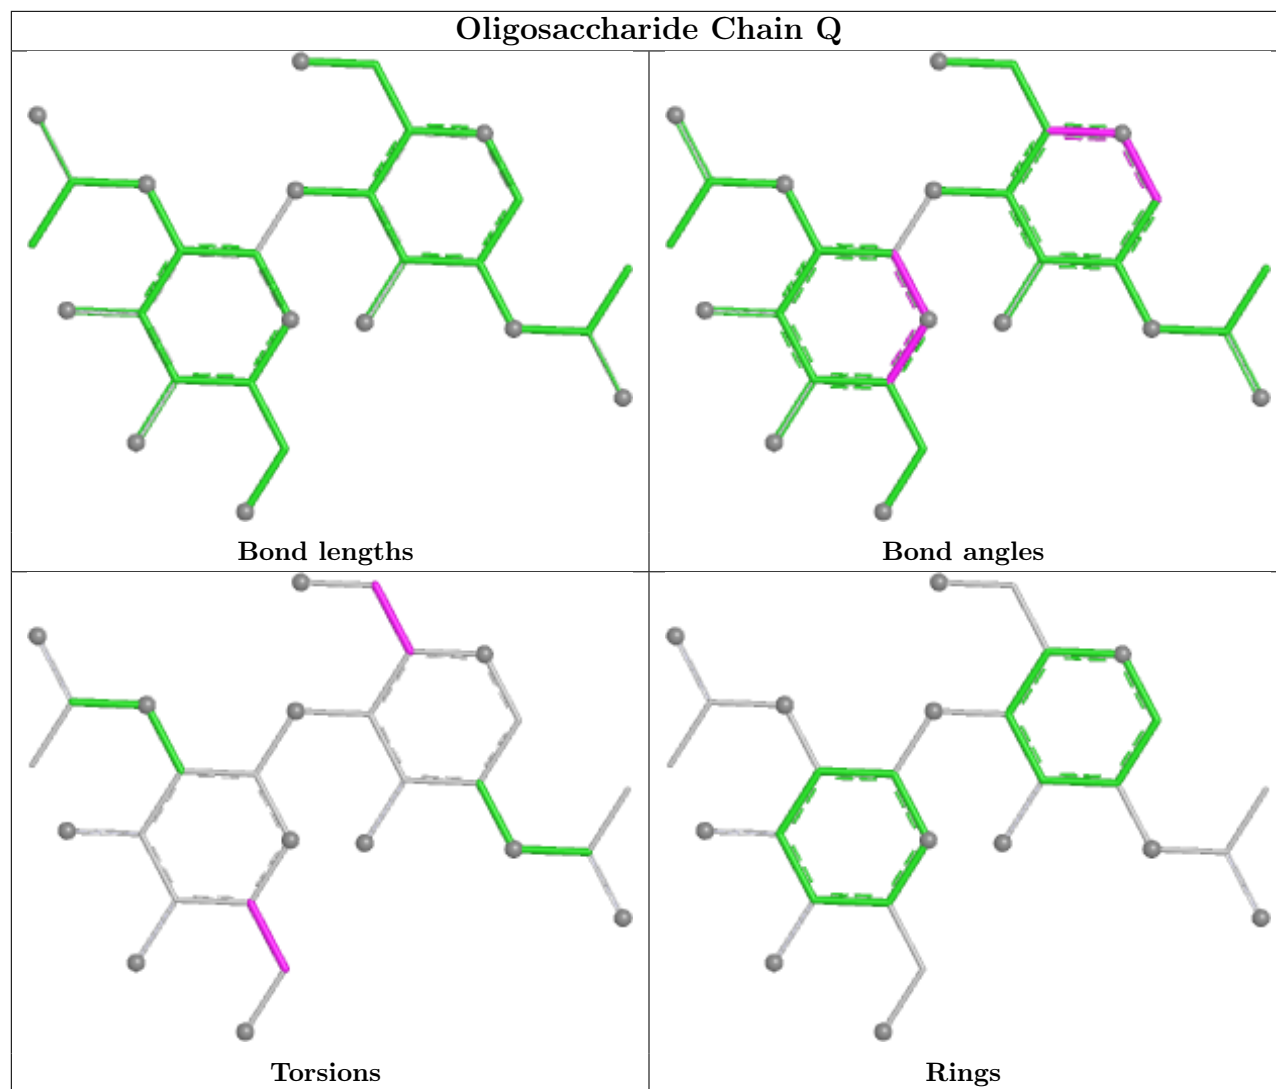 Oligosaccharide Chain Q
Bond lengths
Bond angles
Torsions
Rings